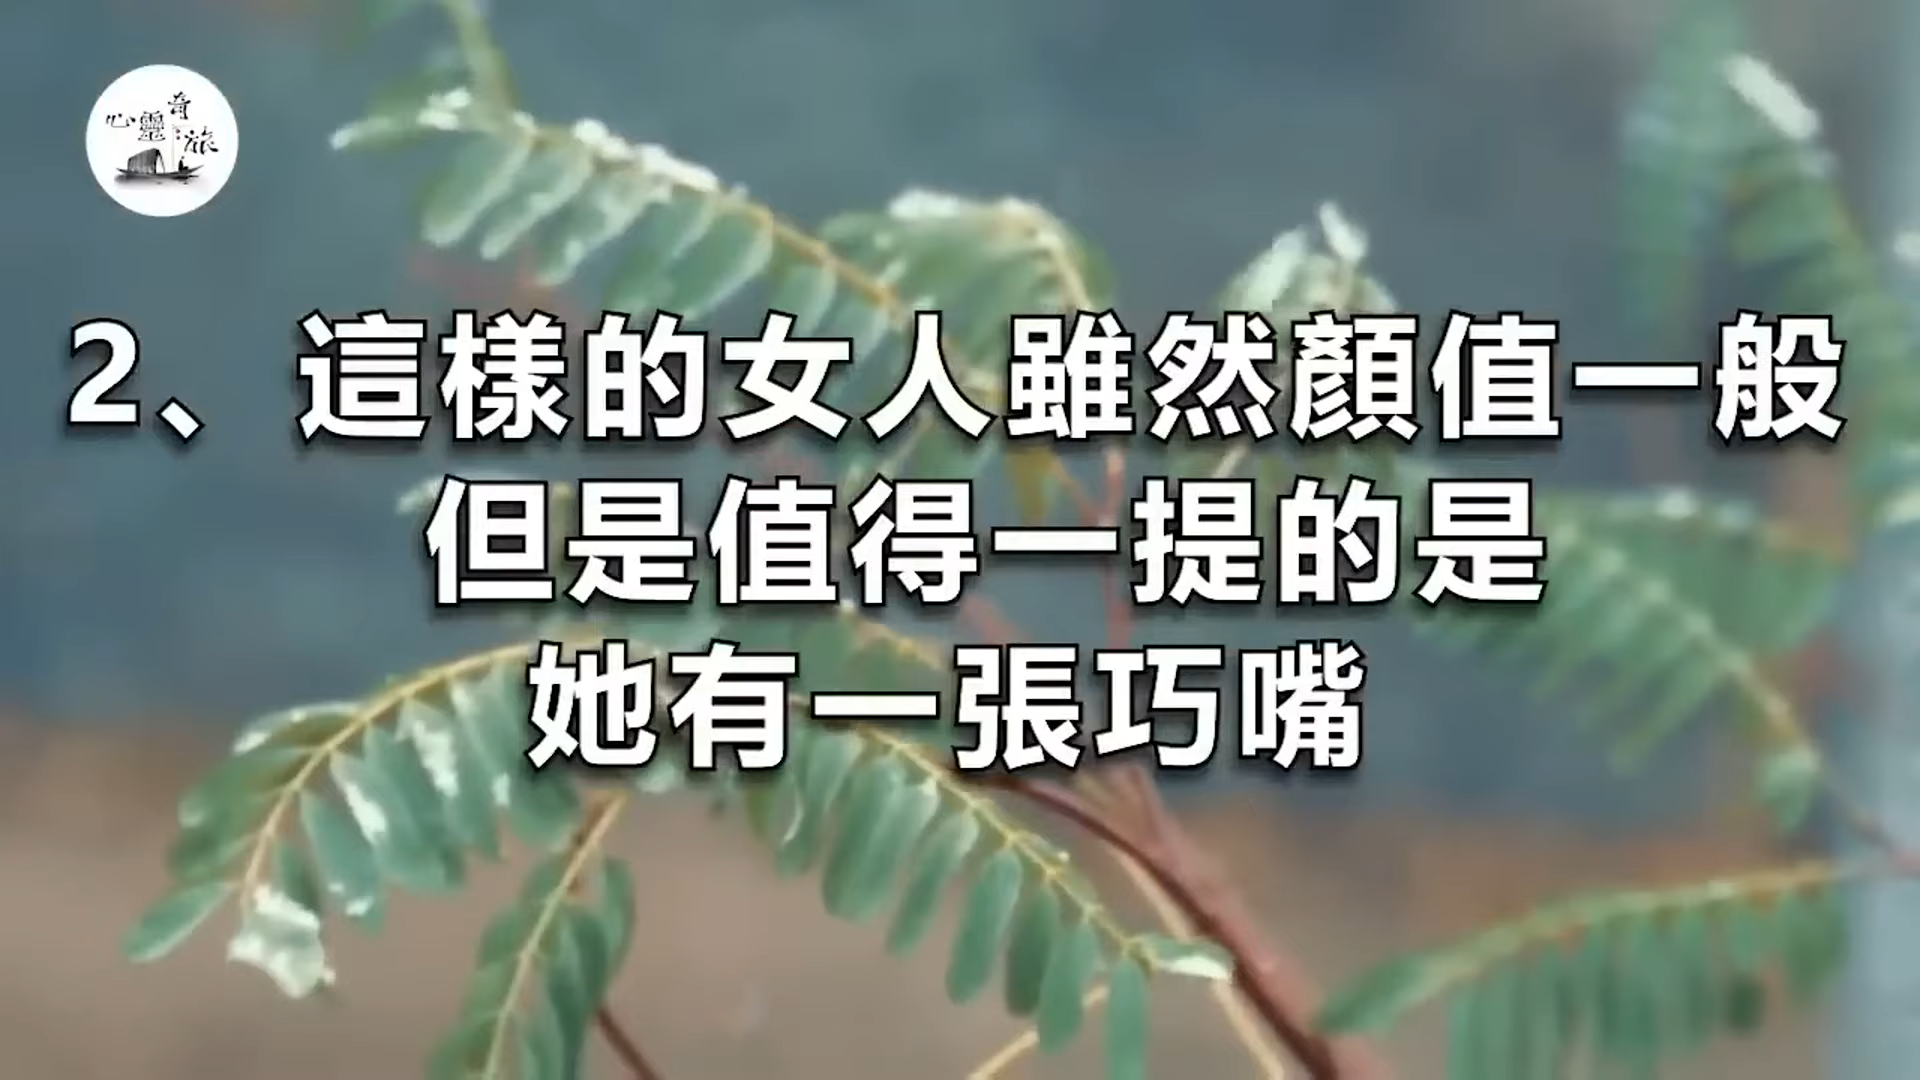 心靈奇旅
2、這樣的女人雖然顏值一般
但是值得一提的是
她有一張巧嘴